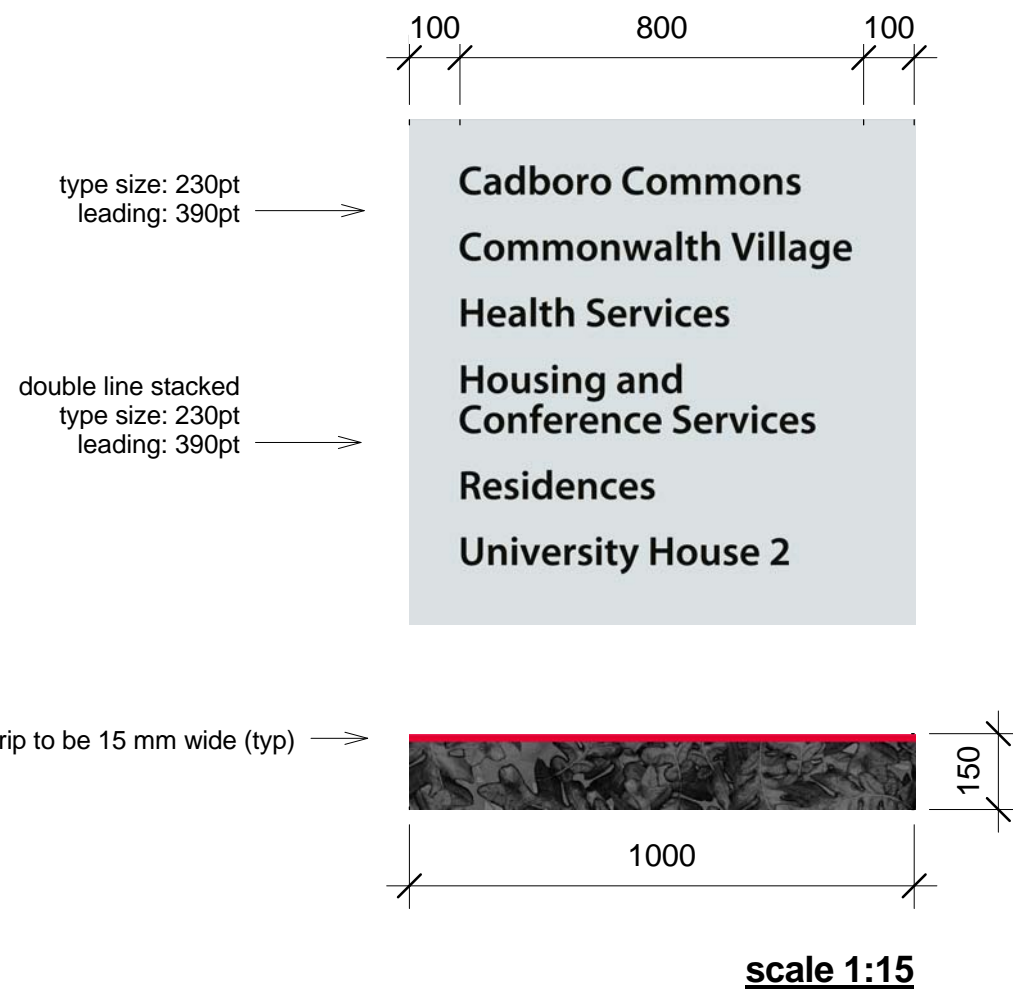 100 800 100
type size: 230pt
leading: 390pt
Cadboro Commons
Commonwalth Village
Health Services
double line stacked
type size: 230pt
leading: 390pt
Housing and
Conference Services
Residences
University House 2
rip to be 15 mm wide (typ)
150
1000
scale 1:15